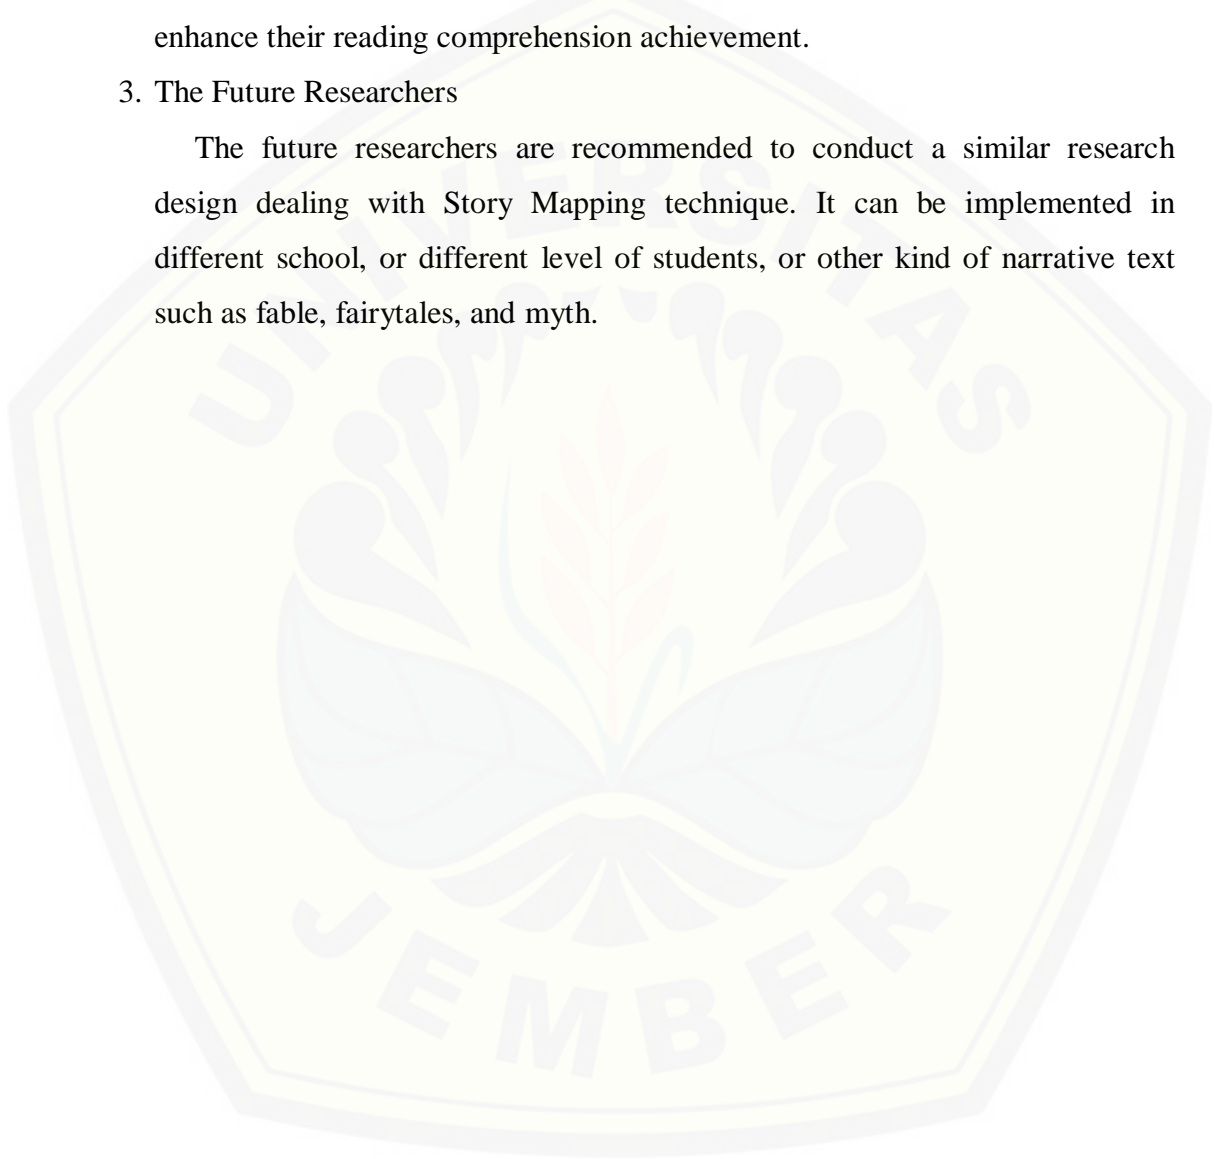 enhance their reading comprehension achievement.
3. The Future Researchers
The future researchers are recommended to conduct a similar research
design dealing with Story Mapping technique. It can be implemented in
different school, or different level of students, or other kind of narrative text
such as fable, fairytales, and myth.
UNIVERSITAS
JEMBER